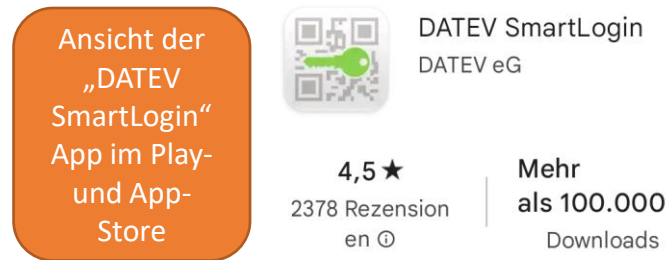 Ansicht der
„DATEV
SmartLogin“
App im Play-
und App-
Store
DATEV SmartLogin
DATEV eG
4,5 ★
2378 Rezension
en ⓘ
Mehr
als 100.000
Downloads